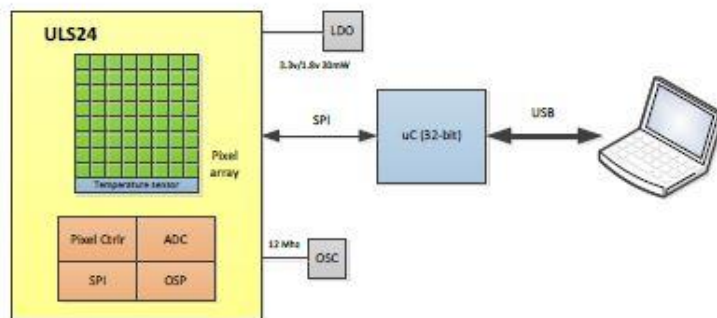 ULS24
LDO
3.3v/1.8v 30mW
SPI
uC (32-bit)
USB
Pixel
array
Temperature sensor
Pixel Ctrlr
ADC
SPI
OSP
12 Mhz
OSC